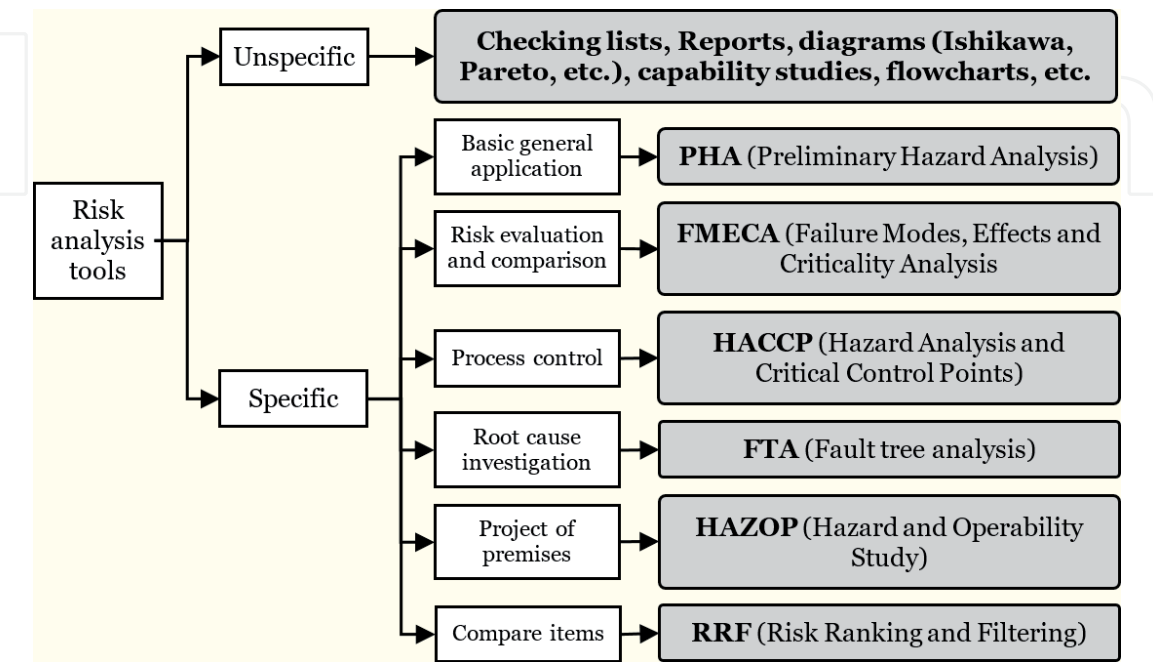 Unspecific
Checking lists, Reports, diagrams (Ishikawa,
Pareto, etc.), capability studies, flowcharts, etc.
Basic general
application
PHA (Preliminary Hazard Analysis)
Risk
analysis
tools
Risk evaluation
and comparison
FMECA (Failure Modes, Effects and
Criticality Analysis
Process control
HACCP (Hazard Analysis and
Critical Control Points)
Specific
Root cause
investigation
FTA (Fault tree analysis)
Project of
premises
HAZOP (Hazard and Operability
Study)
Compare items
RRF (Risk Ranking and Filtering)